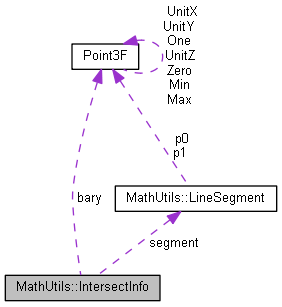 UnitX
UnitY
One
UnitZ
Zero
Min
Max
Point3F
p0
p1
MathUtils::LineSegment
bary
segment
MathUtils::IntersectInfo